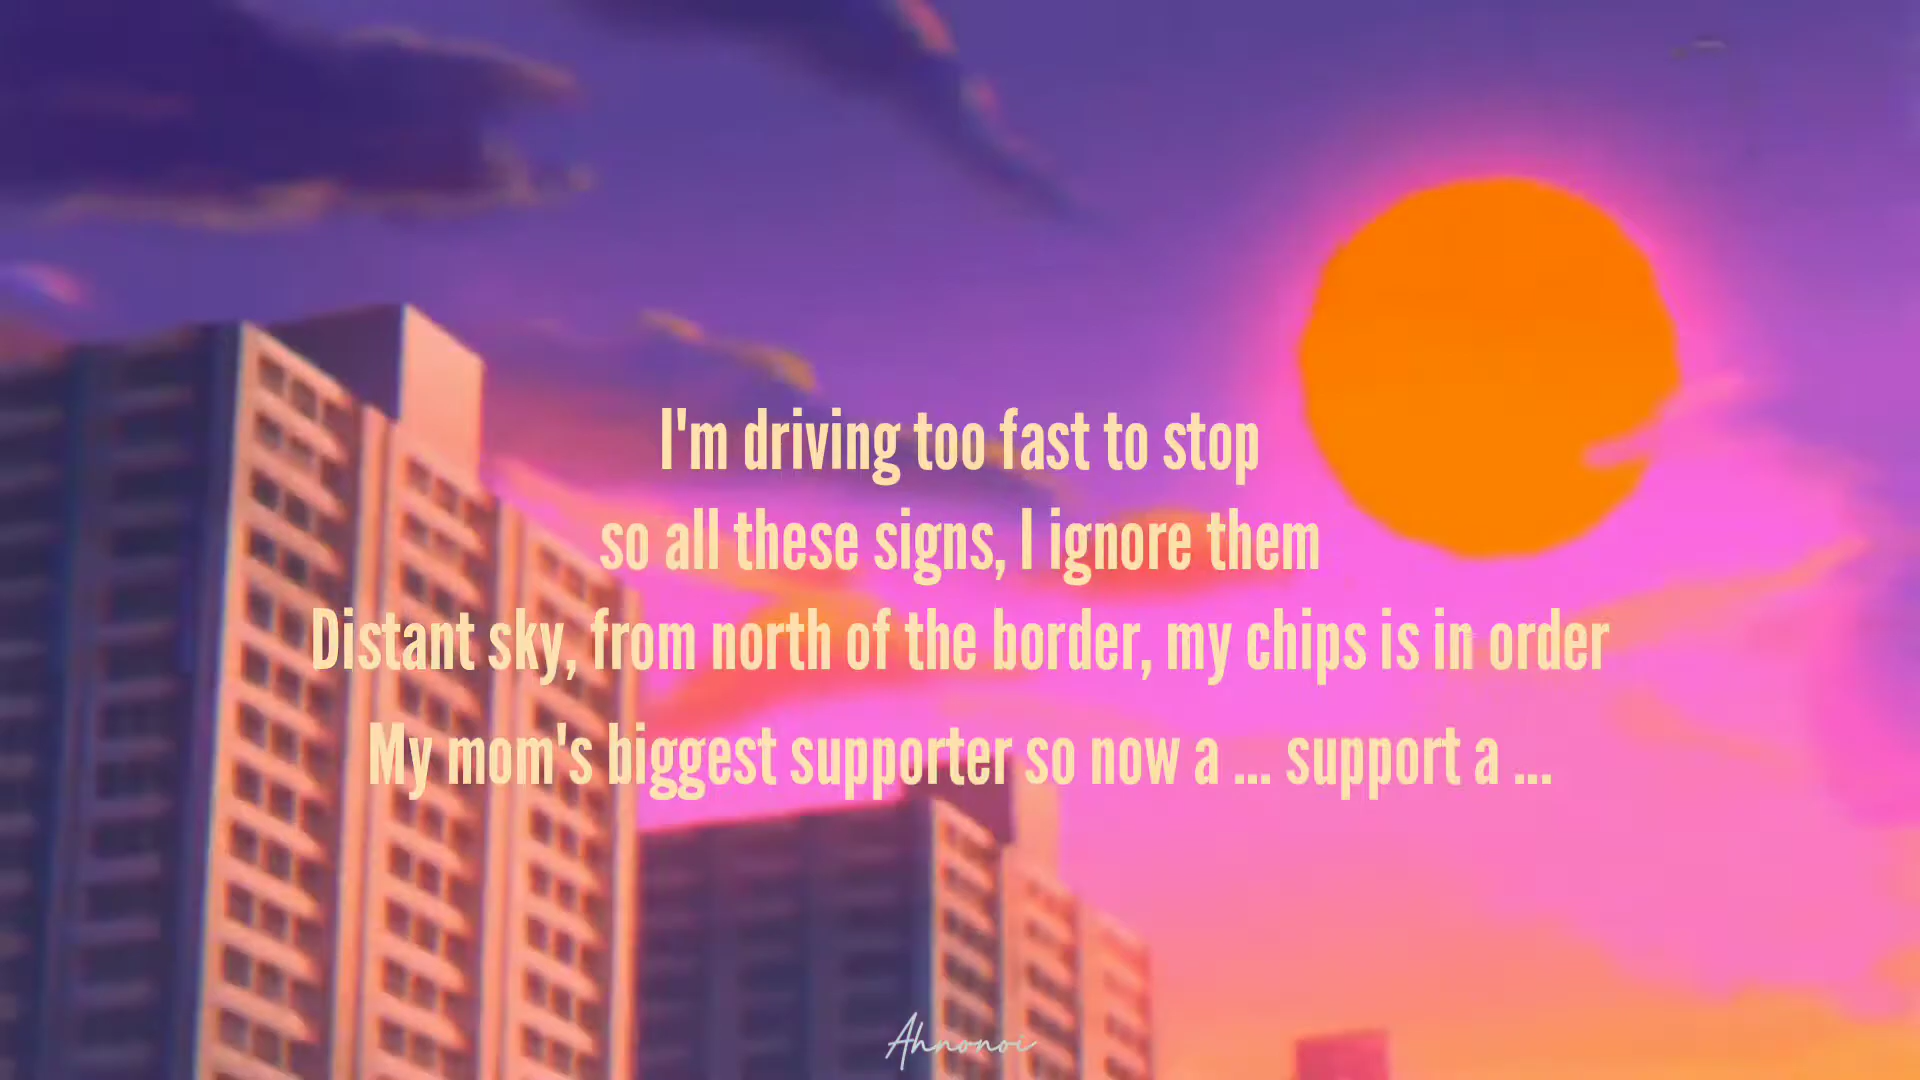 I'm driving too fast to stop
so all these signs, I ignore them
Distant sky, from north of the border, my chips is in order
My mom's biggest supporter so now a ... support a ...
Ahnonoi